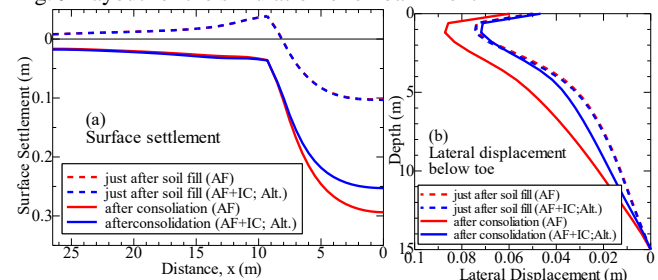 0
0.1
0.2
0.3
Surface Settlement (m)
(a)
Surface settlement
just after soil fill (AF)
just after soil fill (AF+IC; Alt.)
after consoliation (AF)
afterconsolidation (AF+IC; Alt.)
25 20 15 10 5 0
Distance, x (m)
0
5
10
15
Depth (m)
(b)
Lateral displacement
below toe
just after soil fill (AF)
just after soil fill (AF+IC;Alt.)
after consoliation (AF)
after consolidation (AF+IC;Alt.)
0.1 0.08 0.06 0.04 0.02 0
Lateral Displacement (m)